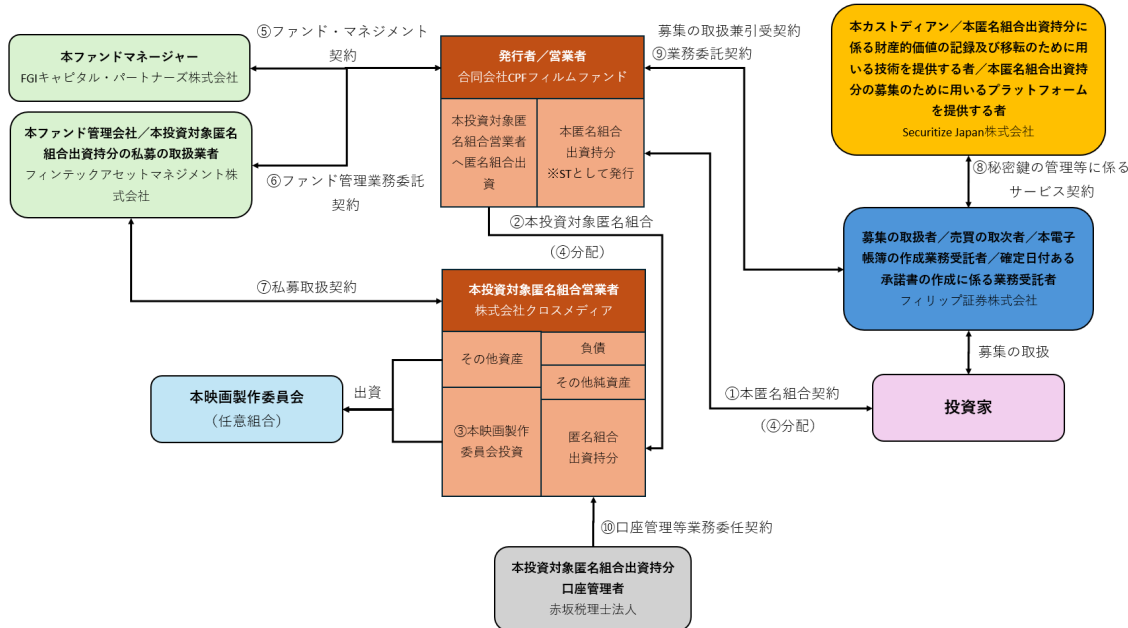 ⑤ファンド・マネジメント
契約
本ファンドマネージャー
FGIキャピタル・パートナーズ株式会社
発行者／営業者
合同会社CPFフィルムファンド
本投資対象匿
名組合営業者
へ匿名組合出
資
本匿名組合
出資持分
※STとして発行
募集の取扱兼引受契約
⑨業務委託契約
本カストディアン／本匿名組合出資持分に
係る財産的価値の記録及び移転のために用
いる技術を提供する者／本匿名組合出資持
分の募集のために用いるプラットフォーム
を提供する者
Securitize Japan株式会社
本ファンド管理会社／本投資対象匿名
組合出資持分の私募の取扱業者
フィンテックアセットマネジメント株
式会社
⑥ファンド管理業務委託
契約
⑧秘密鍵の管理等に係る
サービス契約
②本投資対象匿名組合
（④分配）
募集の取扱者／売買の取次者／本電子
帳簿の作成業務受託者／確定日付ある
承諾書の作成に係る業務受託者
フィリップ証券株式会社
⑦私募取扱契約
本投資対象匿名組合営業者
株式会社クロスメディア
その他資産
負債
その他純資産
③本映画製作
委員会投資
匿名組合
出資持分
募集の取扱
出資
本映画製作委員会
（任意組合）
①本匿名組合契約
（④分配）
投資家
⑩口座管理等業務委任契約
本投資対象匿名組合出資持分
口座管理者
赤坂税理士法人